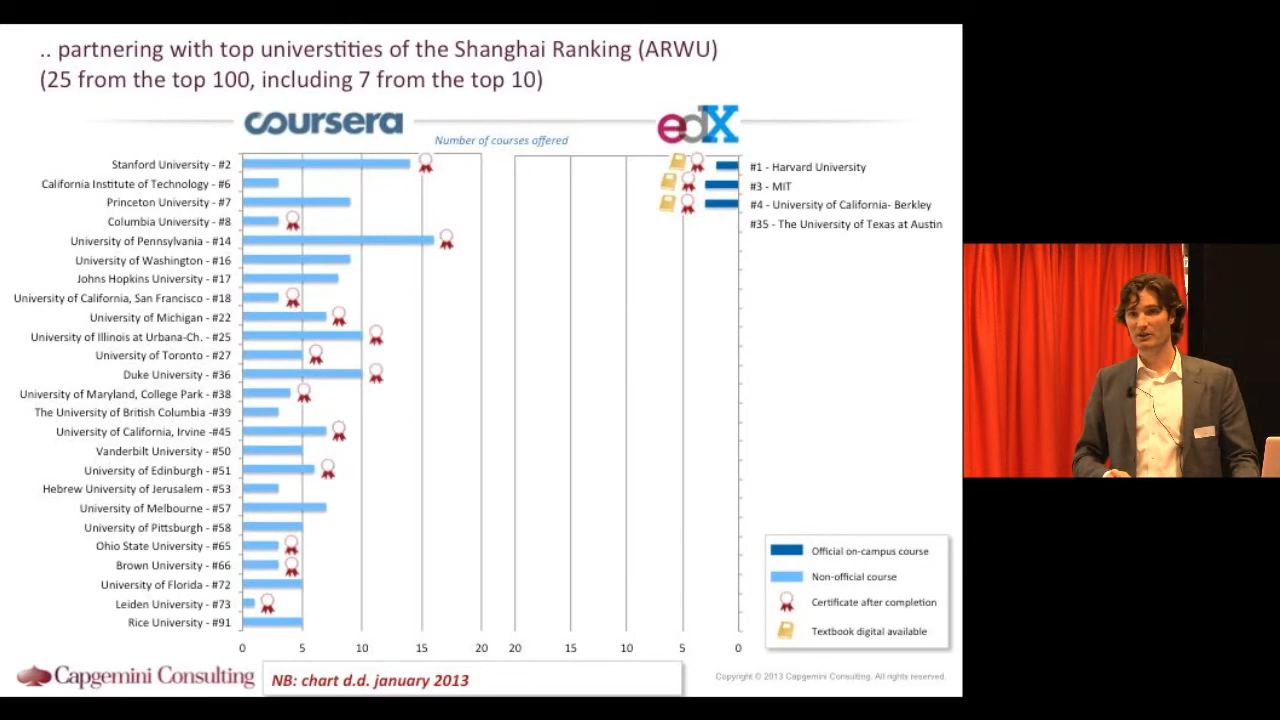 .. partnering with top universtities of the Shanghai Ranking (ARWU)
(25 from the top 100, including 7 from the top 10)
coursera
edX
Number of courses offered
Stanford University - #2
California Institute of Technology - #6
Princeton University - #7
Columbia University - #8
University of Pennsylvania - #14
University of Washington - #16
Johns Hopkins University - #17
University of California, San Francisco - #18
University of Michigan - #22
University of Illinois at Urbana-Ch. - #25
University of Toronto - #27
Duke University - #36
University of Maryland, College Park - #38
The University of British Columbia -#39
University of California, Irvine -#45
Vanderbilt University - #50
University of Edinburgh - #51
Hebrew University of Jerusalem - #53
University of Melbourne - #57
University of Pittsburgh - #58
Ohio State University - #65
Brown University - #66
University of Florida - #72
Leiden University - #73
Rice University - #91
#1 - Harvard University
#3 - MIT
#4 - University of California- Berkley
#35 - The University of Texas at Austin
Official on-campus course
Non-official course
Certificate after completion
Textbook digital available
0 5 10 15 20 20 15 10 5 0
Capgemini Consulting
NB: chart d.d. january 2013
Copyright © 2013 Capgemini Consulting. All rights reserved.